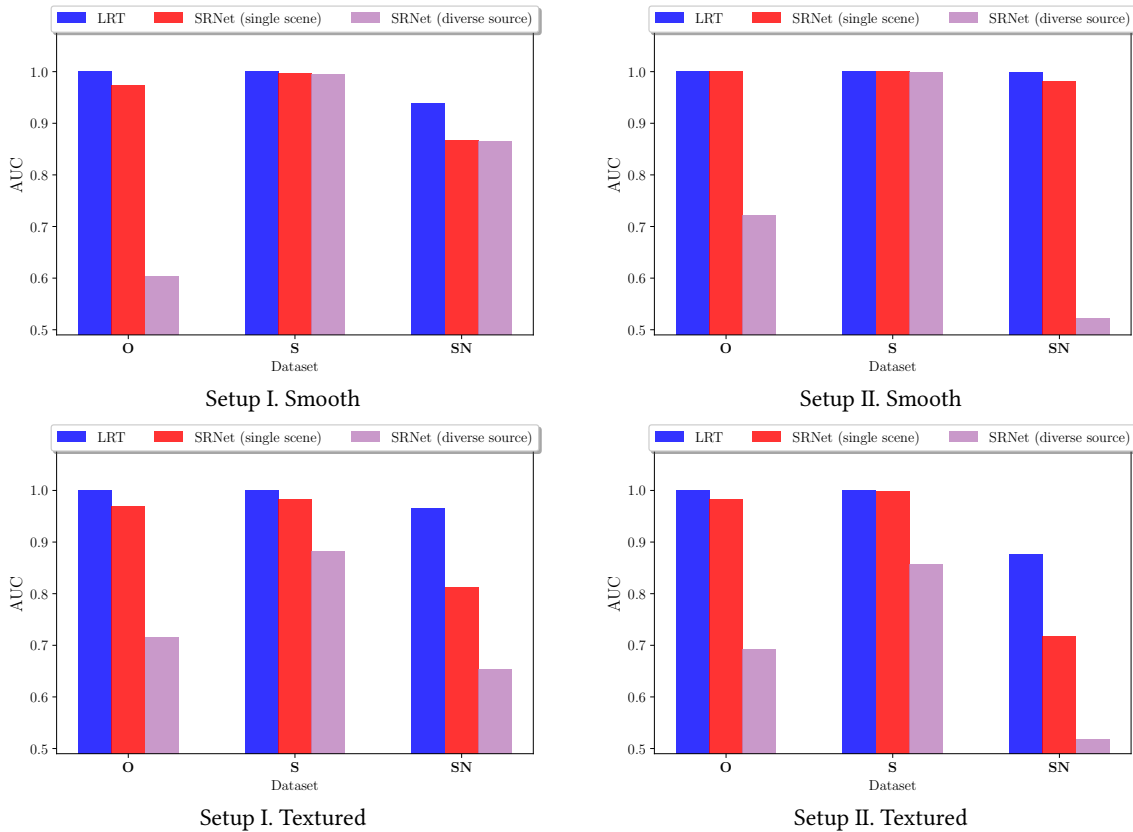 LRT SRNet (single scene) SRNet (diverse source)
1.0
0.9
0.8
0.7
0.6
0.5
AUC
O S SN
Dataset
Setup I. Smooth
LRT SRNet (single scene) SRNet (diverse source)
1.0
0.9
0.8
0.7
0.6
0.5
AUC
O S SN
Dataset
Setup II. Smooth
LRT SRNet (single scene) SRNet (diverse source)
1.0
0.9
0.8
0.7
0.6
0.5
AUC
O S SN
Dataset
Setup I. Textured
LRT SRNet (single scene) SRNet (diverse source)
1.0
0.9
0.8
0.7
0.6
0.5
AUC
O S SN
Dataset
Setup II. Textured